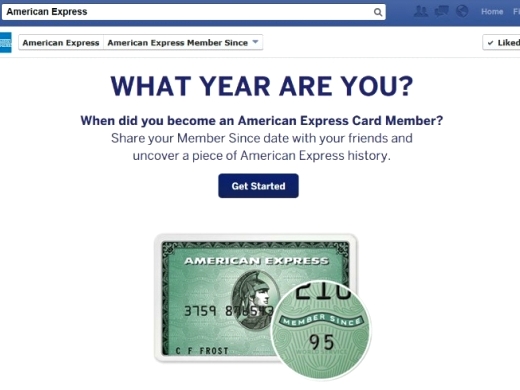 American Express
Home
American Express
American Express Member Since
Liked
WHAT YEAR ARE YOU?
When did you become an American Express Card Member?
Share your Member Since date with your friends and
uncover a piece of American Express history.
Get Started
AMERICAN EXPRESS
3759
MEMBER SINCE
95
C F FROST